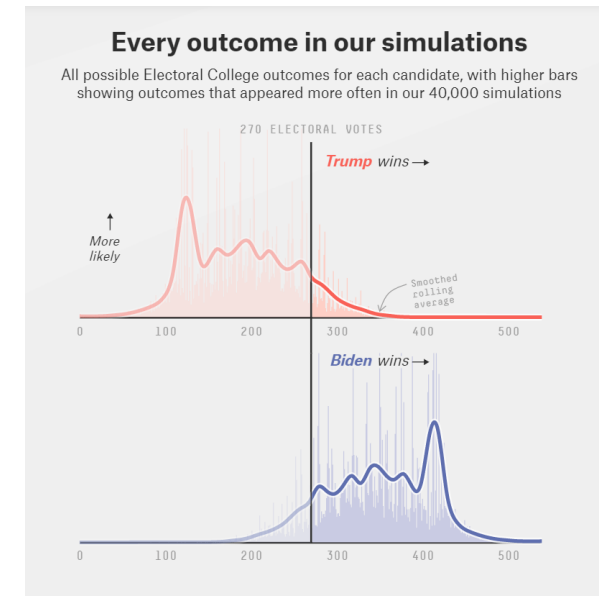 Every outcome in our simulations
All possible Electoral College outcomes for each candidate, with higher bars
showing outcomes that appeared more often in our 40,000 simulations
270 ELECTORAL VOTES
Trump wins→
↑
More
likely
Smoothed
rolling
average
0 100 200 300 400 500
Biden wins→
0 100 200 300 400 500